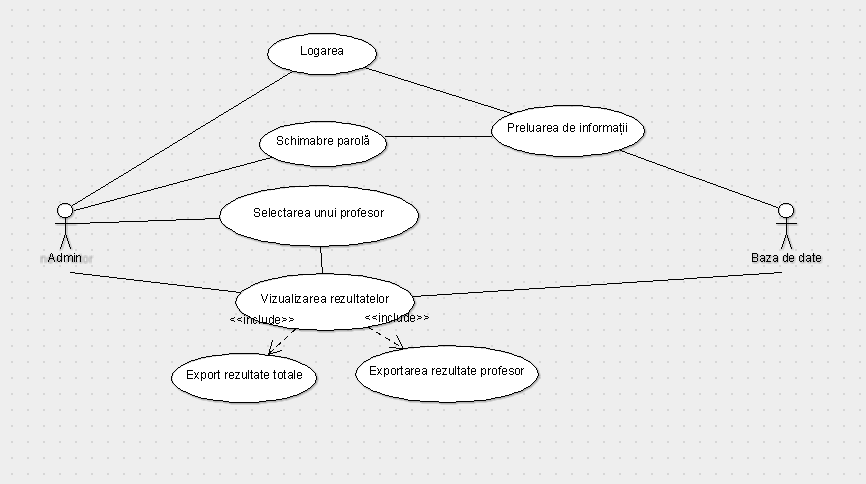 Logarea
Preluarea de informații
Schimabre parolă
Selectarea unui profesor
Admin
Baza de date
Vizualizarea rezultatelor
<<include>>
<<include>>
Export rezultate totale
Exportarea rezultate profesor